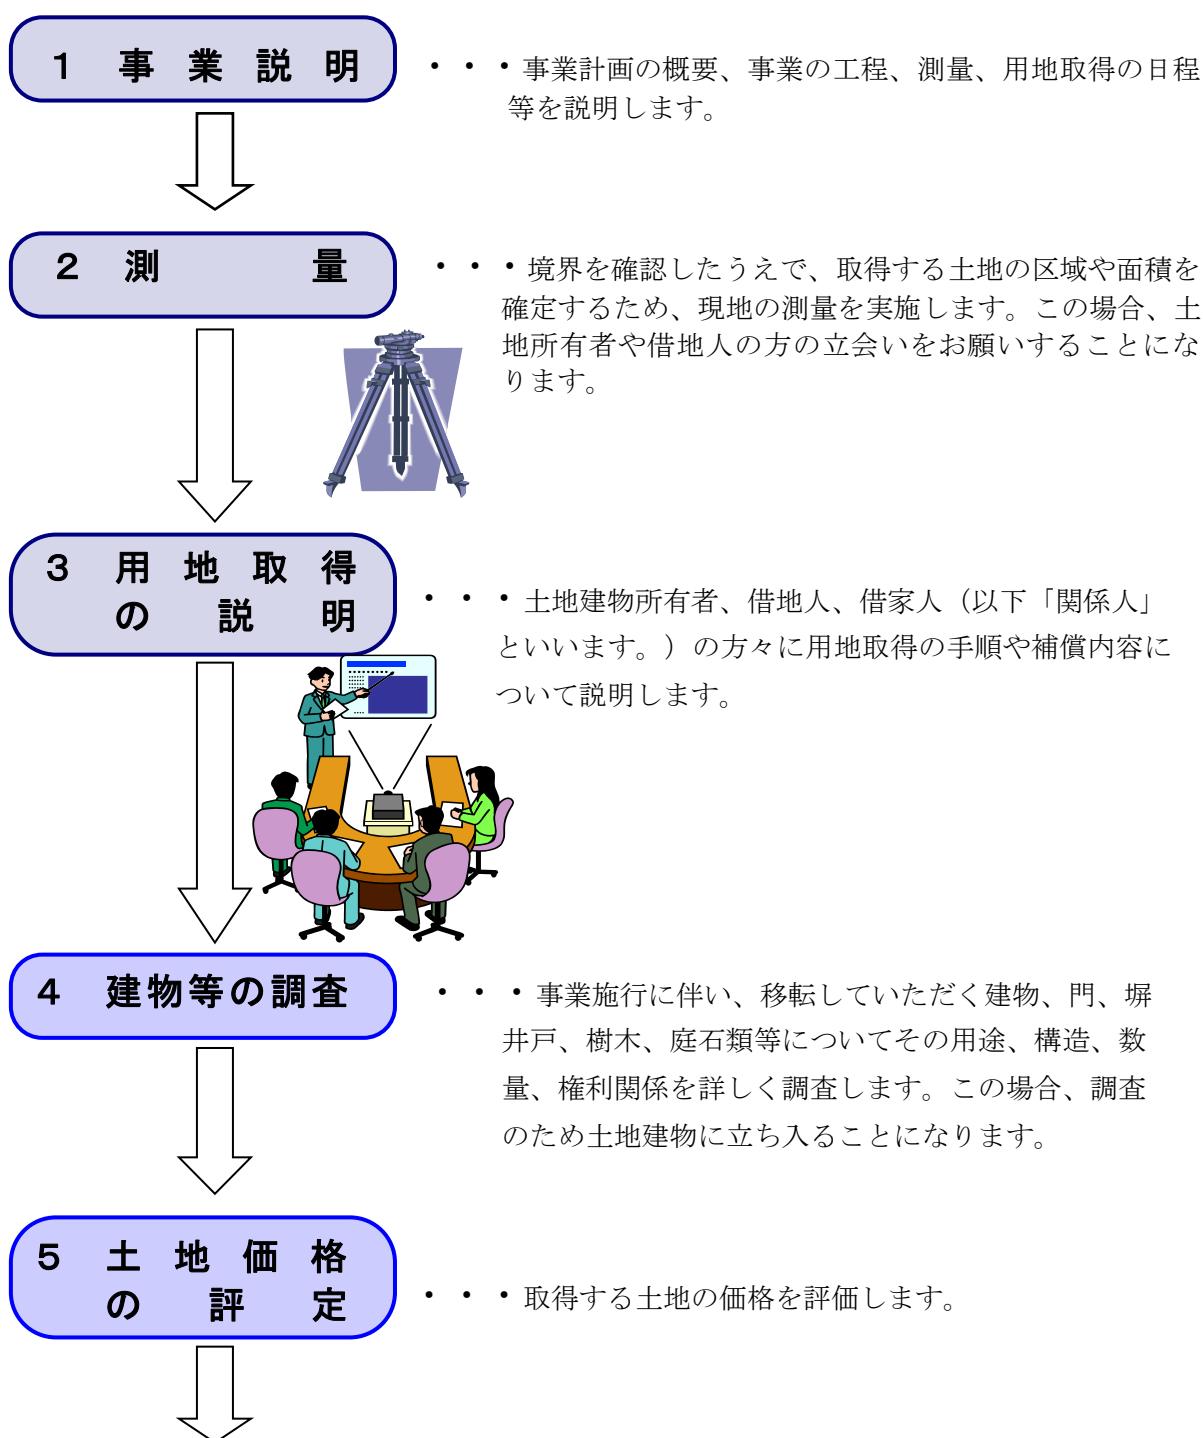 １ 事 業 説 明
・・・事業計画の概要、事業の工程、測量、用地取得の日程
等を説明します。
２ 測 量
・・・境界を確認したうえで、取得する土地の区域や面積を
確定するため、現地の測量を実施します。この場合、土
地所有者や借地人の方の立会いをお願いすることにな
ります。
３ 用 地 取 得
の 説 明
・・・土地建物所有者、借地人、借家人（以下「関係人」
といいます。）の方々に用地取得の手順や補償内容に
ついて説明します。
４ 建物等の調査
・・・事業施行に伴い、移転していただく建物、門、塀
井戸、樹木、庭石類等についてその用途、構造、数
量、権利関係を詳しく調査します。この場合、調査
のため土地建物に立ち入ることになります。
５ 土 地 価 格
の 評 定
・・・取得する土地の価格を評価します。